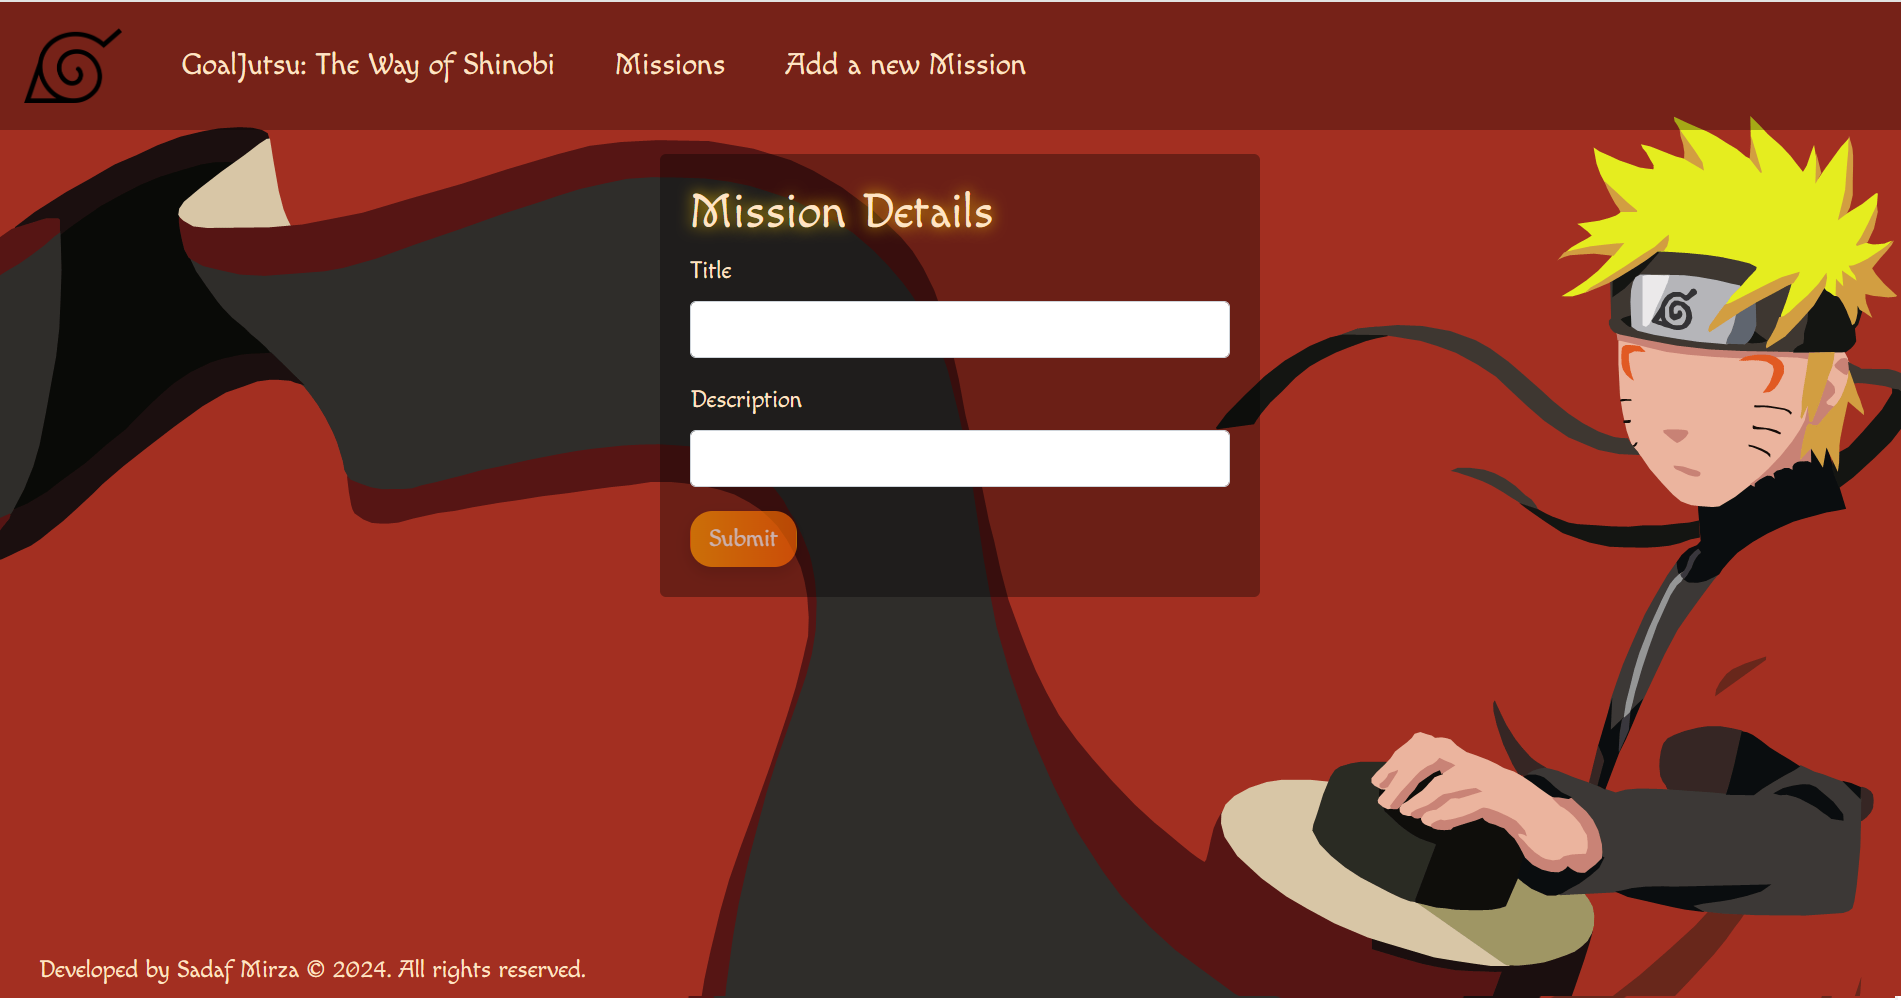 GoalJutsu: The Way of Shinobi Missions Add a new Mission
Mission Details
Title
Description
Submit
Developed by Sadaf Mirza © 2024. All rights reserved.